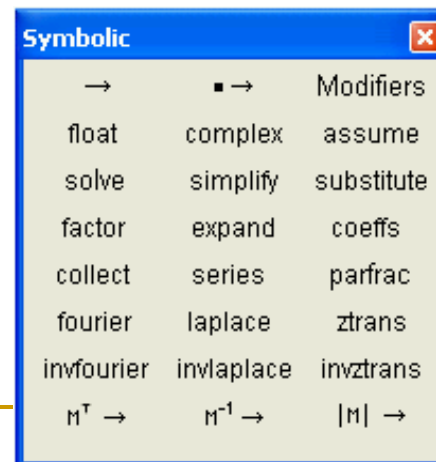 Symbolic
→ ▪ → Modifiers
float complex assume
solve simplify substitute
factor expand coeffs
collect series parfrac
fourier laplace ztrans
invfourier invlaplace invztrans
Mᵀ → M⁻¹ → |M| →